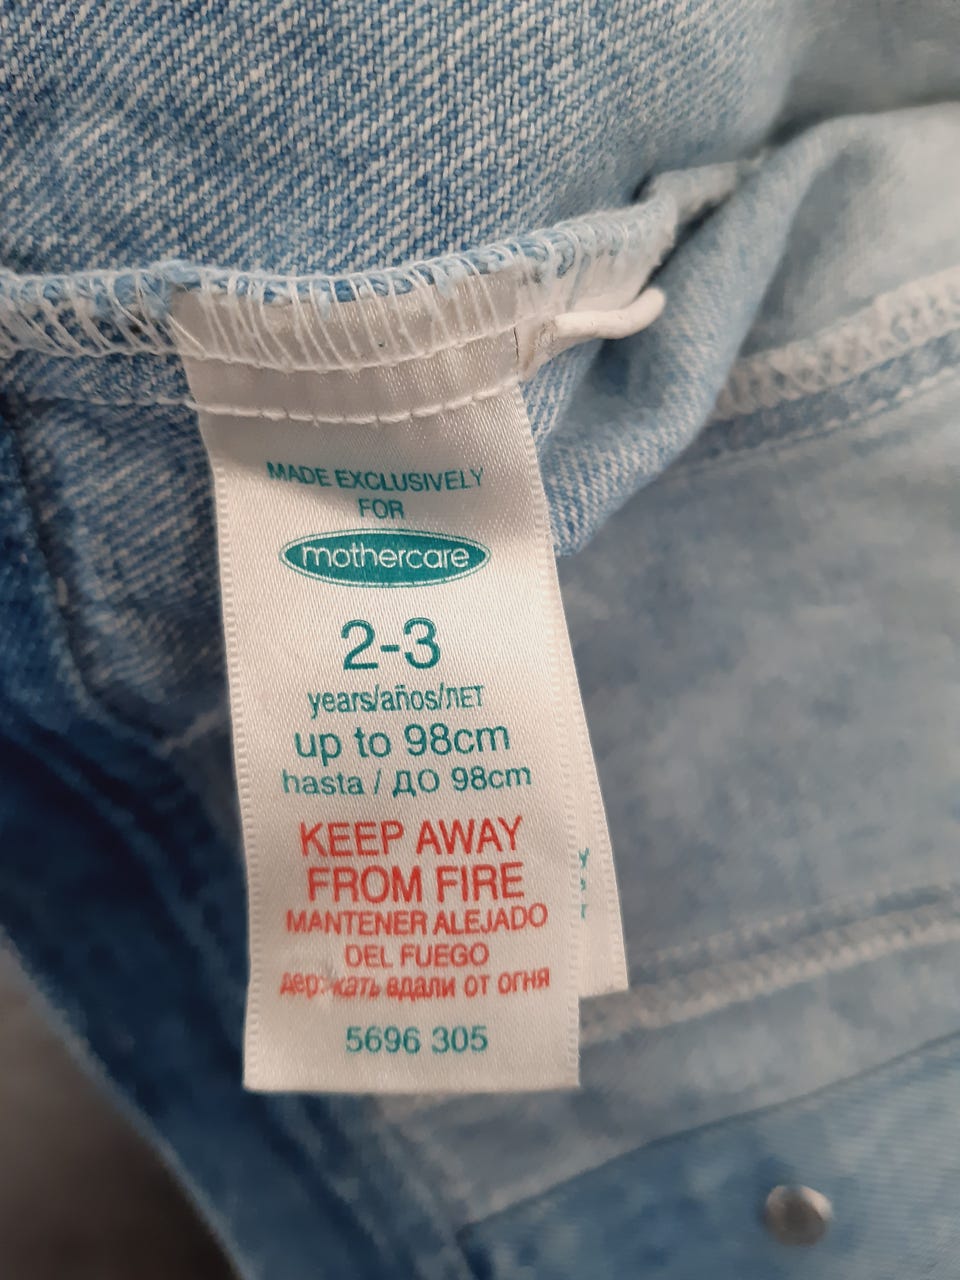 MADE EXCLUSIVELY
FOR
mothercare
2-3
years/años/ЛЕТ
up to 98cm
hasta / ДО 98cm
KEEP AWAY
FROM FIRE
MANTENER ALEJADO
DEL FUEGO
держать вдали от огня
5696 305